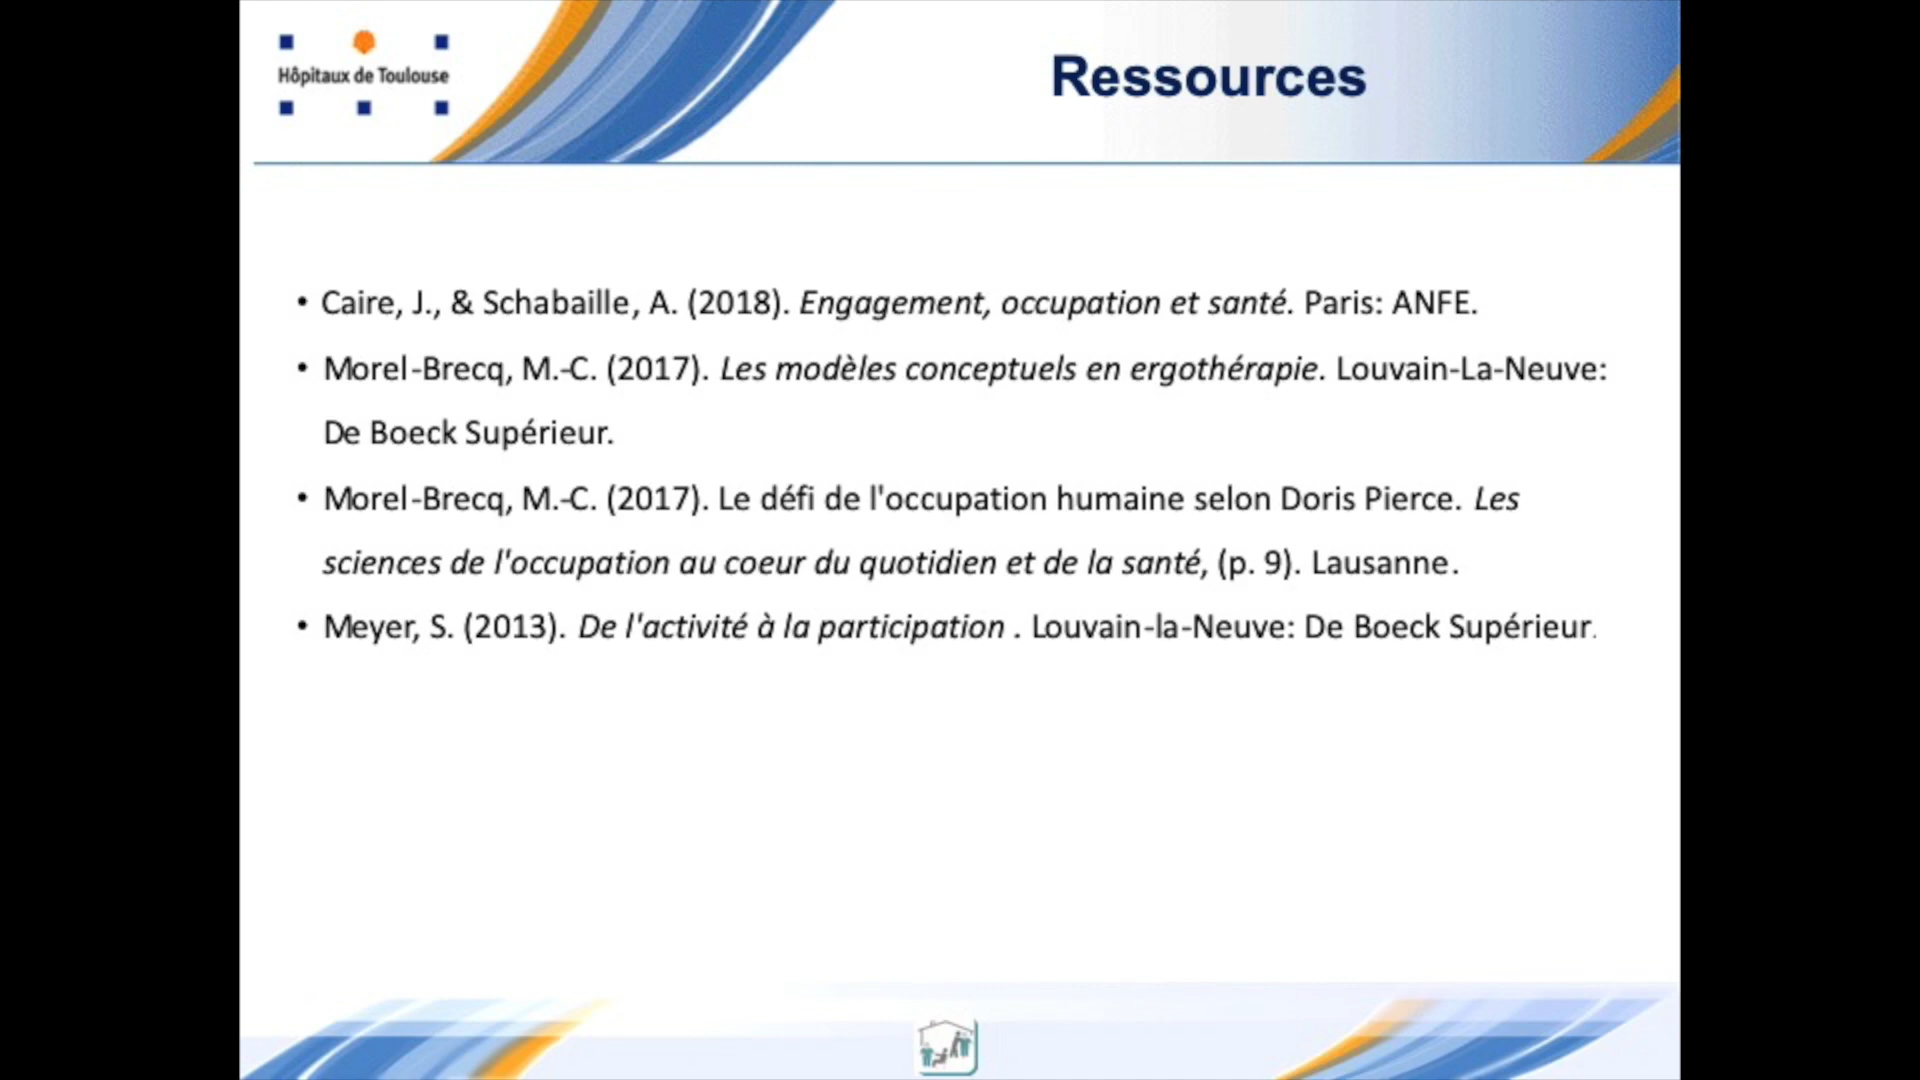 Hôpitaux de Toulouse
Ressources
• Caire, J., & Schabaille, A. (2018). Engagement, occupation et santé. Paris: ANFE.
• Morel-Brecq, M.-C. (2017). Les modèles conceptuels en ergothérapie. Louvain-La-Neuve:
De Boeck Supérieur.
• Morel-Brecq, M.-C. (2017). Le défi de l'occupation humaine selon Doris Pierce. Les
sciences de l'occupation au coeur du quotidien et de la santé, (p. 9). Lausanne.
• Meyer, S. (2013). De l'activité à la participation . Louvain-la-Neuve: De Boeck Supérieur.